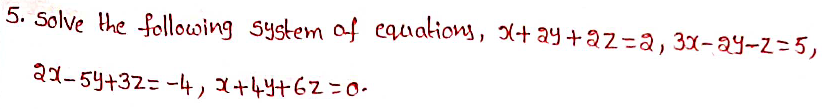 5. solve the following system of equations, x+2y+2z=2, 3x-2y-z=5,
2x-5y+3z=-4, x+4y+6z=0.